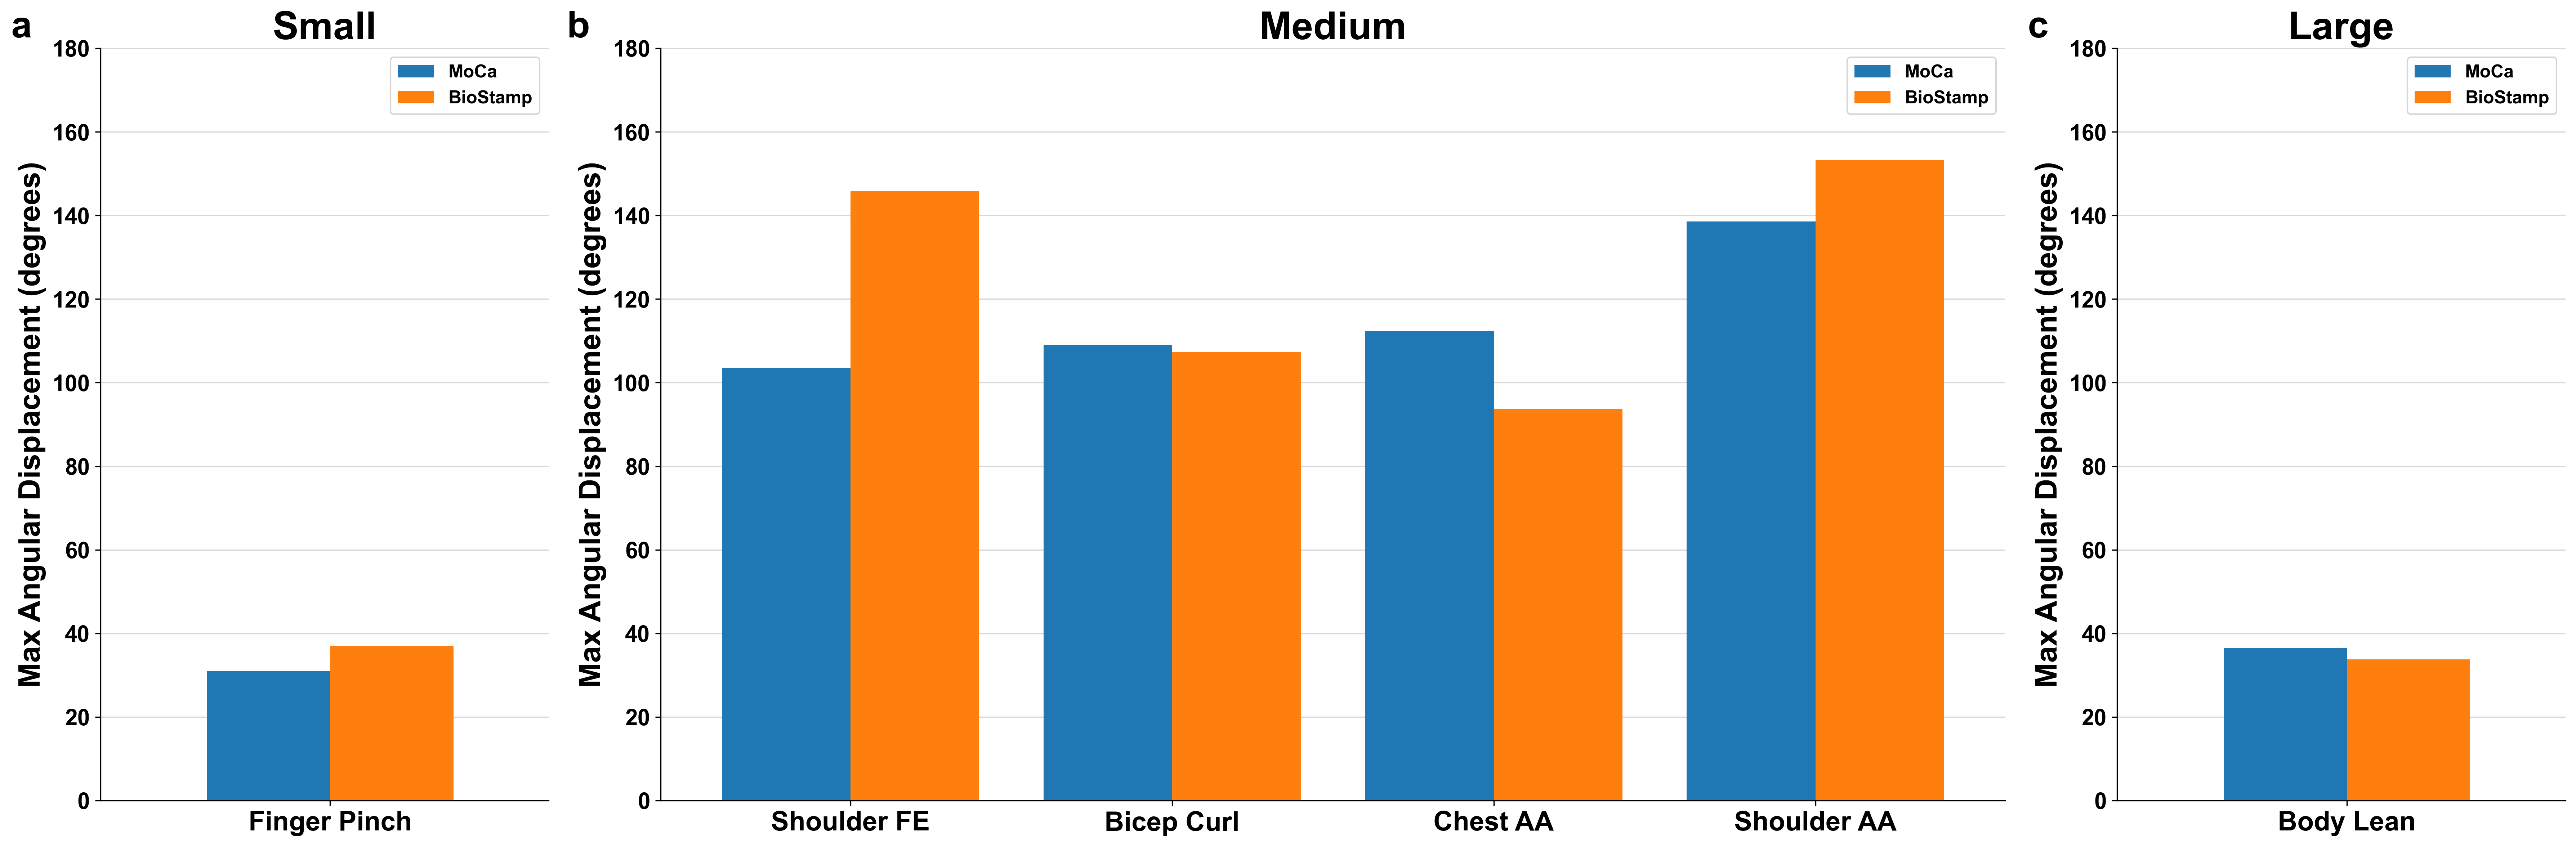 a
Small
Max Angular Displacement (degrees)
180
160
140
120
100
80
60
40
20
0
MoCa
BioStamp
Finger Pinch
b
Medium
Max Angular Displacement (degrees)
180
160
140
120
100
80
60
40
20
0
MoCa
BioStamp
Shoulder FE
Bicep Curl
Chest AA
Shoulder AA
c
Large
Max Angular Displacement (degrees)
180
160
140
120
100
80
60
40
20
0
MoCa
BioStamp
Body Lean